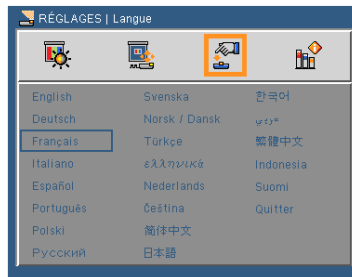 RÉGLAGES | Langue
English
Deutsch
Français
Italiano
Español
Português
Polski
Русский
Svenska
Norsk / Dansk
Türkçe
ελληνικά
Nederlands
čeština
简体中文
日本語
한국어
عربي
繁體中文
Indonesia
Suomi
Quitter